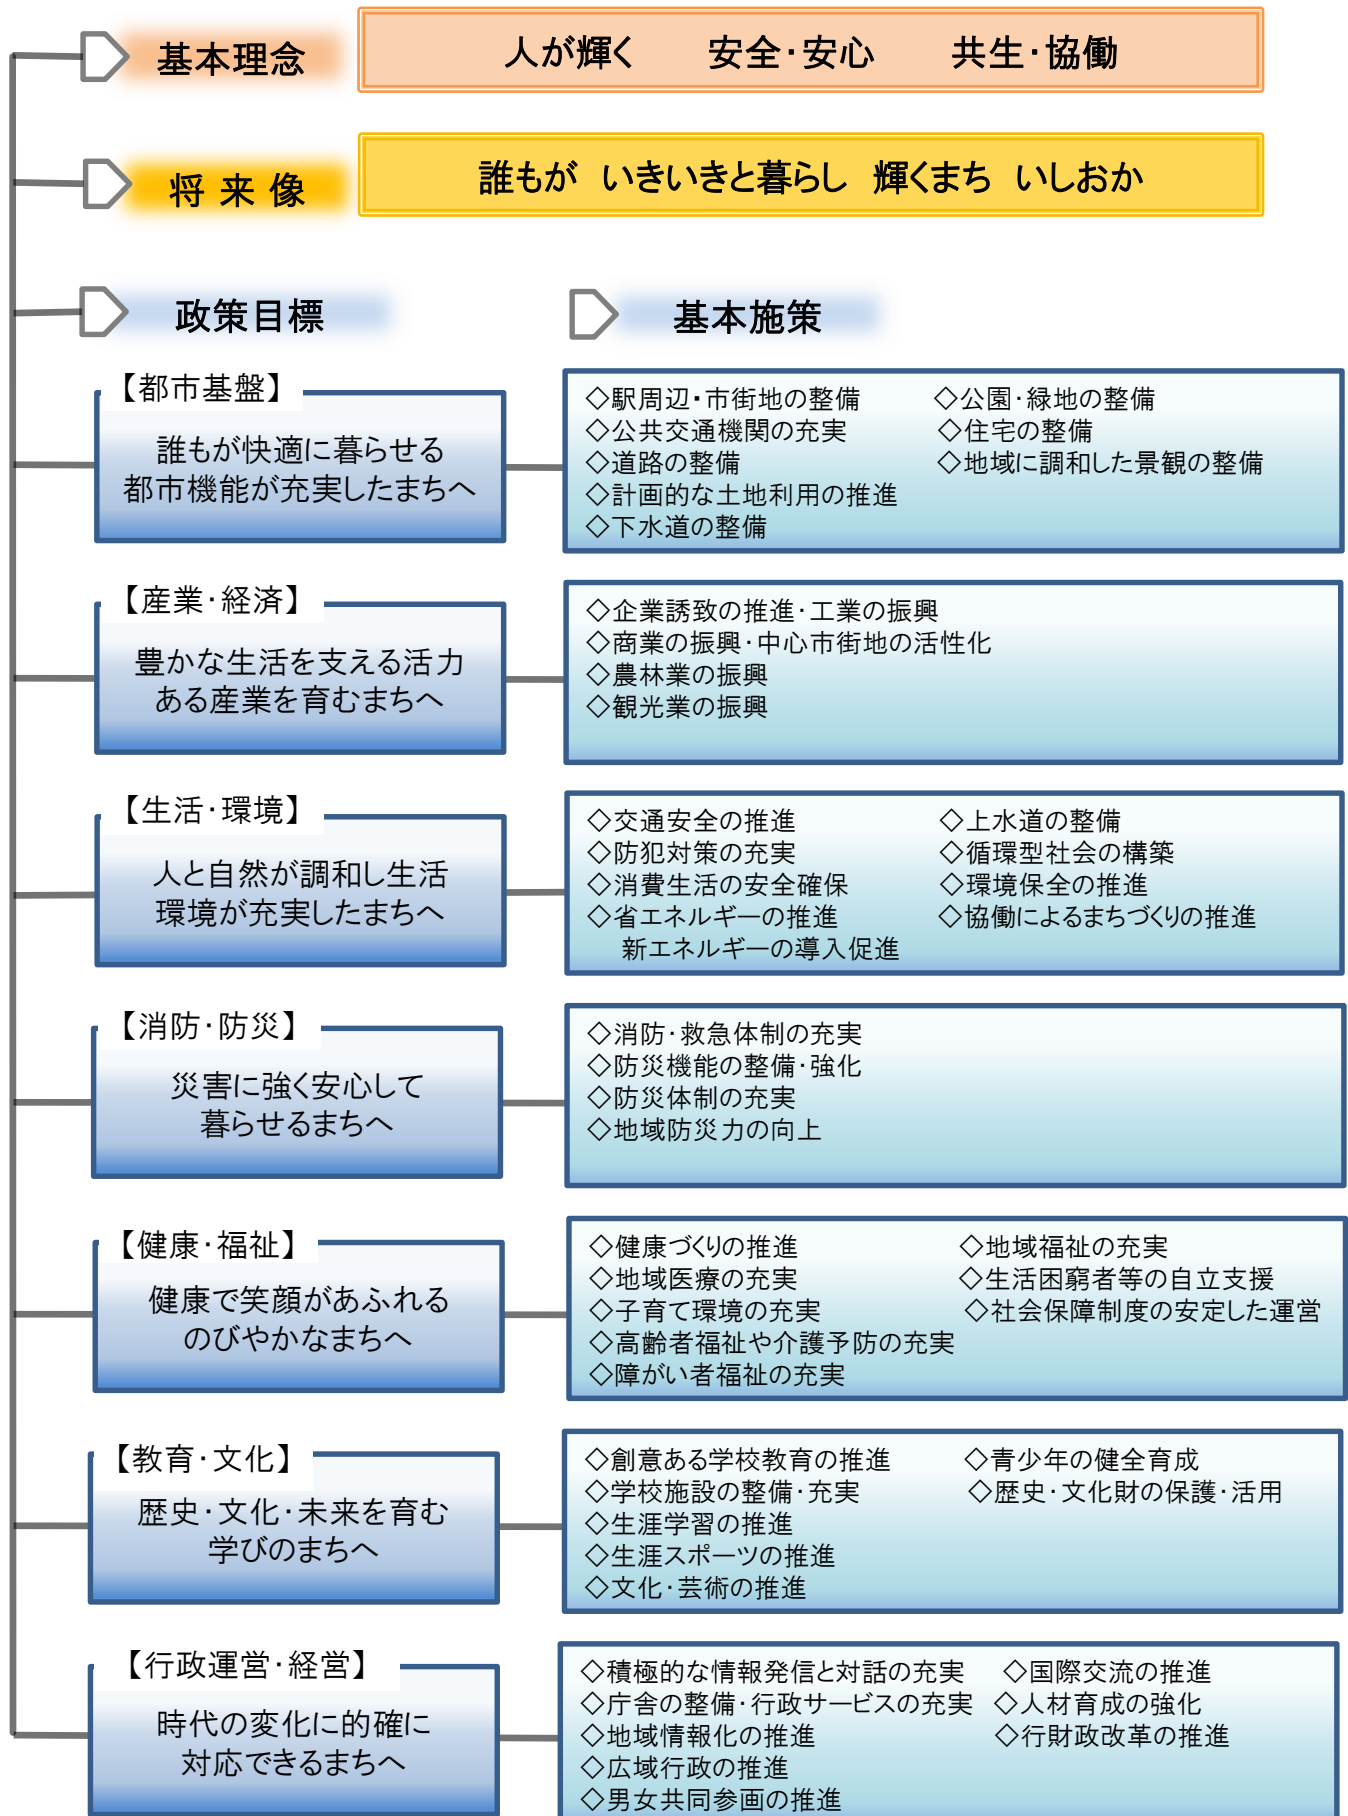 基本理念
人が輝く　安全・安心　共生・協働
将来像
誰もが　いきいきと暮らし　輝くまち　いしおか
政策目標
基本施策
【都市基盤】
誰もが快適に暮らせる
都市機能が充実したまちへ
◇駅周辺・市街地の整備
◇公共交通機関の充実
◇道路の整備
◇計画的な土地利用の推進
◇下水道の整備
◇公園・緑地の整備
◇住宅の整備
◇地域に調和した景観の整備
【産業・経済】
豊かな生活を支える活力
ある産業を育むまちへ
◇企業誘致の推進・工業の振興
◇商業の振興・中心市街地の活性化
◇農林業の振興
◇観光業の振興
【生活・環境】
人と自然が調和し生活
環境が充実したまちへ
◇交通安全の推進
◇防犯対策の充実
◇消費生活の安全確保
◇省エネルギーの推進
新エネルギーの導入促進
◇上水道の整備
◇循環型社会の構築
◇環境保全の推進
◇協働によるまちづくりの推進
【消防・防災】
災害に強く安心して
暮らせるまちへ
◇消防・救急体制の充実
◇防災機能の整備・強化
◇防災体制の充実
◇地域防災力の向上
【健康・福祉】
健康で笑顔があふれる
のびやかなまちへ
◇健康づくりの推進
◇地域医療の充実
◇子育て環境の充実
◇高齢者福祉や介護予防の充実
◇障がい者福祉の充実
◇地域福祉の充実
◇生活困窮者等の自立支援
◇社会保障制度の安定した運営
【教育・文化】
歴史・文化・未来を育む
学びのまちへ
◇創意ある学校教育の推進
◇学校施設の整備・充実
◇生涯学習の推進
◇生涯スポーツの推進
◇文化・芸術の推進
◇青少年の健全育成
◇歴史・文化財の保護・活用
【行政運営・経営】
時代の変化に的確に
対応できるまちへ
◇積極的な情報発信と対話の充実
◇庁舎の整備・行政サービスの充実
◇地域情報化の推進
◇広域行政の推進
◇男女共同参画の推進
◇国際交流の推進
◇人材育成の強化
◇行財政改革の推進